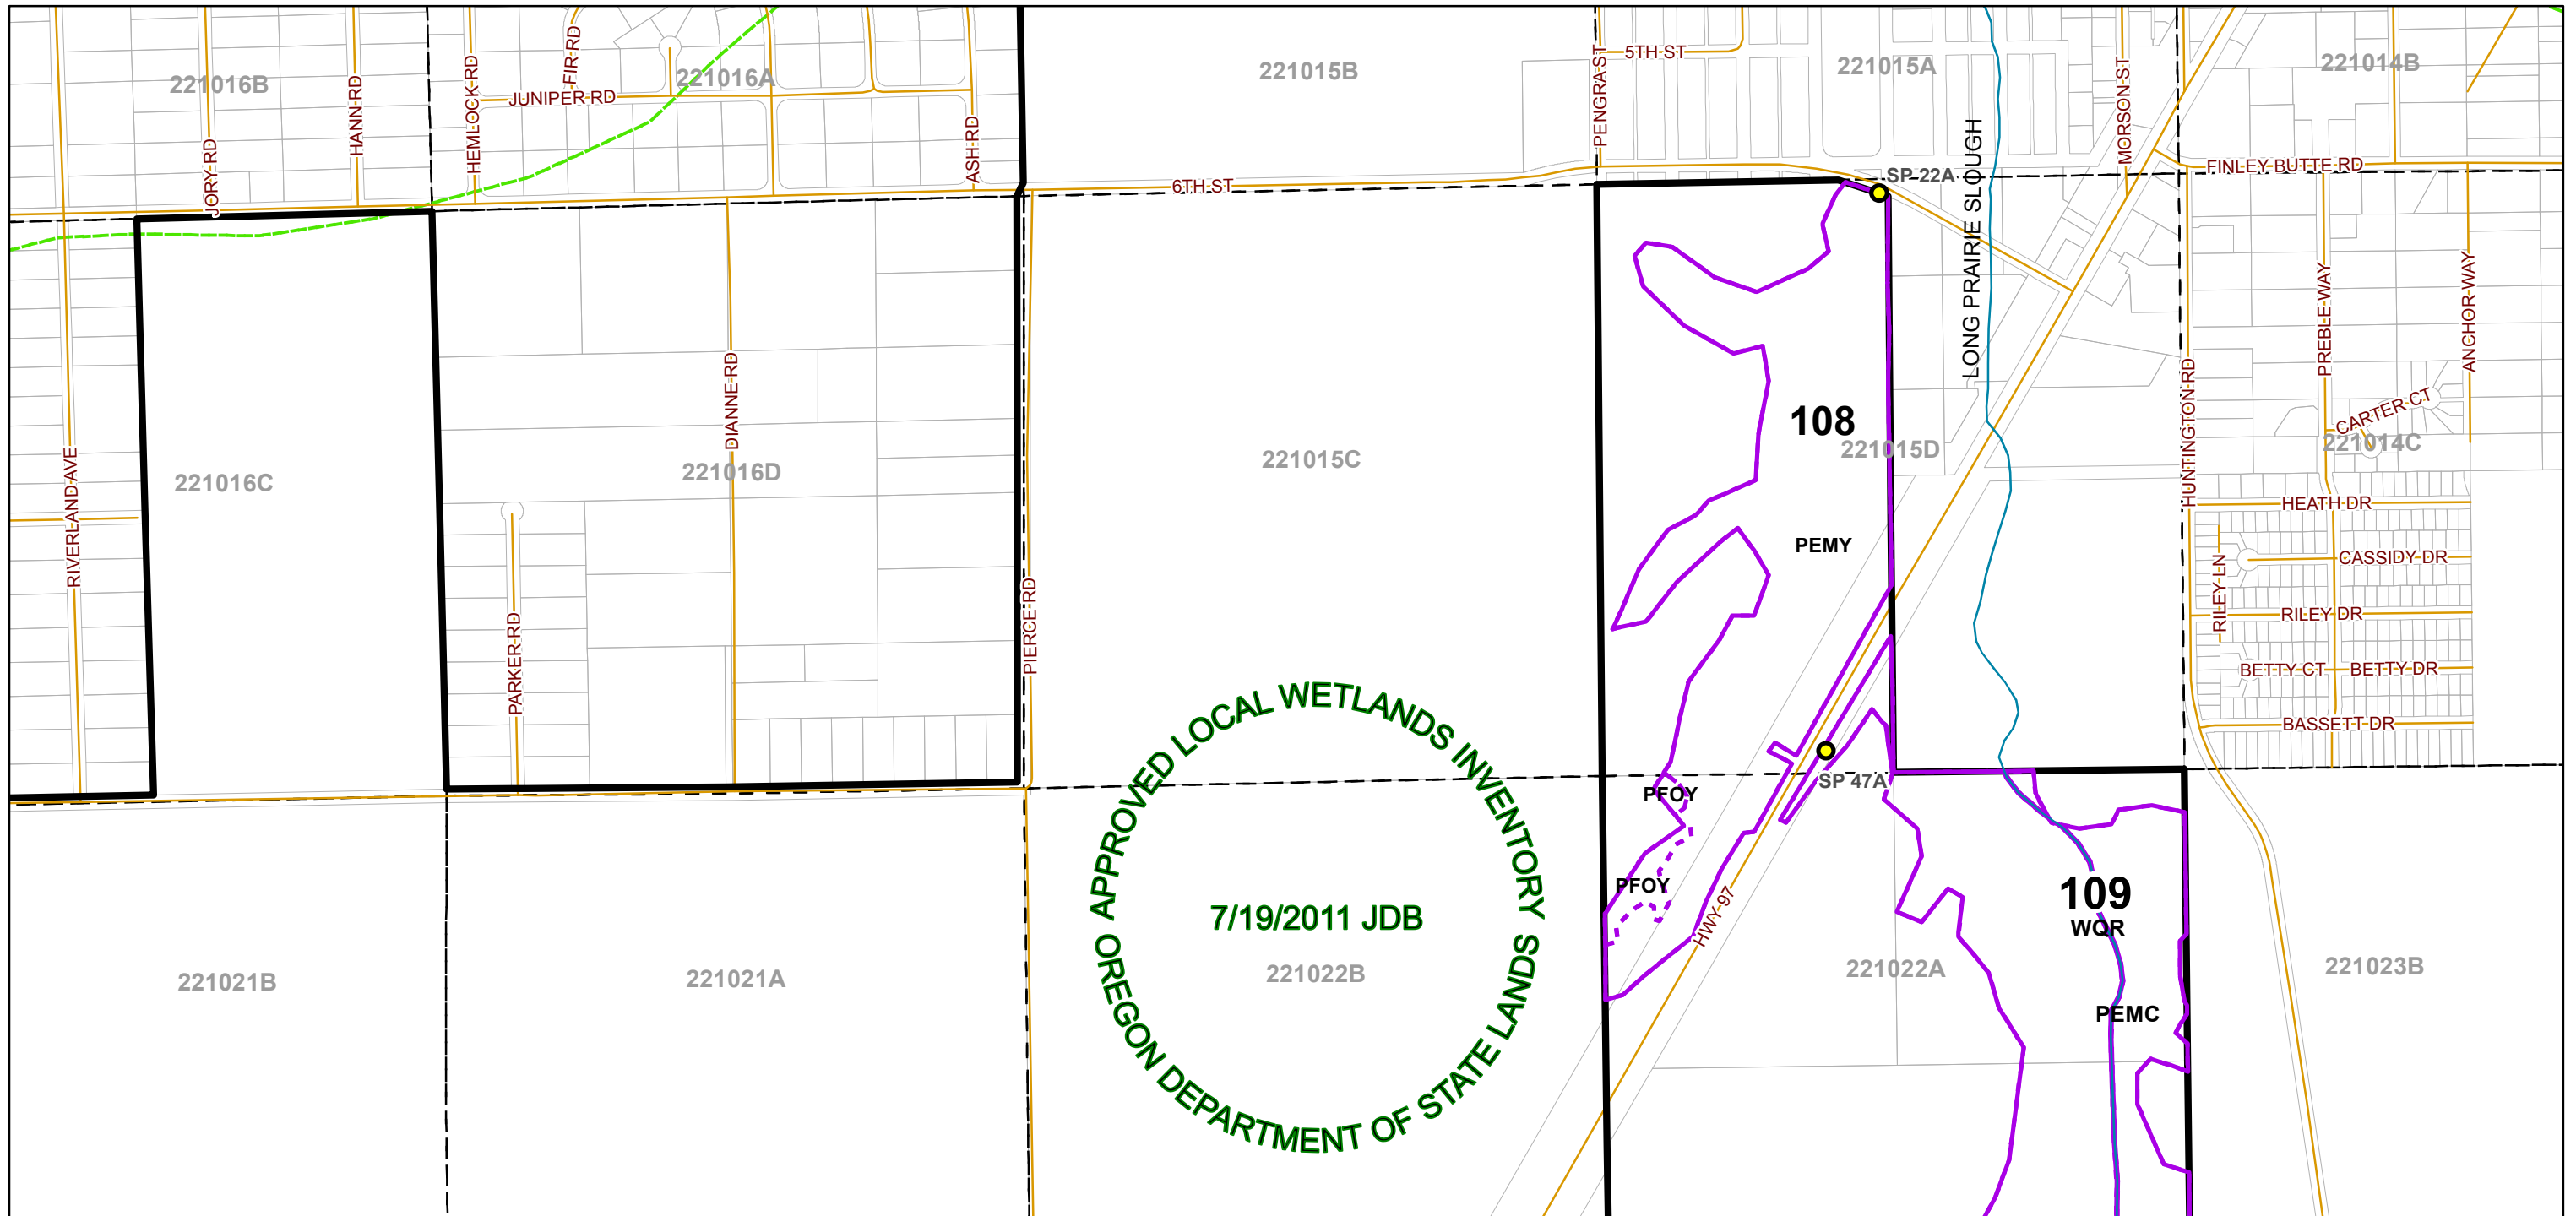 221016B
JORY RD
HANN RD
HEMLOCK RD
FIR RD
221016A
JUNIPER RD
ASH RD
221015B
6TH ST
PENGRA ST
5TH ST
221015A
LONG PRAIRIE SLOUGH
MORSON ST
221014B
FINLEY BUTTE RD
SP 22A
RIVERLAND AVE
221016C
PARKER RD
DIANNE RD
221016D
PIERCE RD
221015C
108
221015D
PEMY
HUNTINGTON RD
PREBLE WAY
ANCHOR WAY
CARTER CT
221014C
HEATH DR
CASSIDY DR
RILEY LN
RILEY DR
BETTY CT
BETTY DR
BASSETT DR
SP 47A
PFOY
PFOY
HWY 97
APPROVED LOCAL WETLANDS INVENTORY
7/19/2011 JDB
221022B
OREGON DEPARTMENT OF STATE LANDS
221021B
221021A
109
WQR
221022A
PEMC
221023B